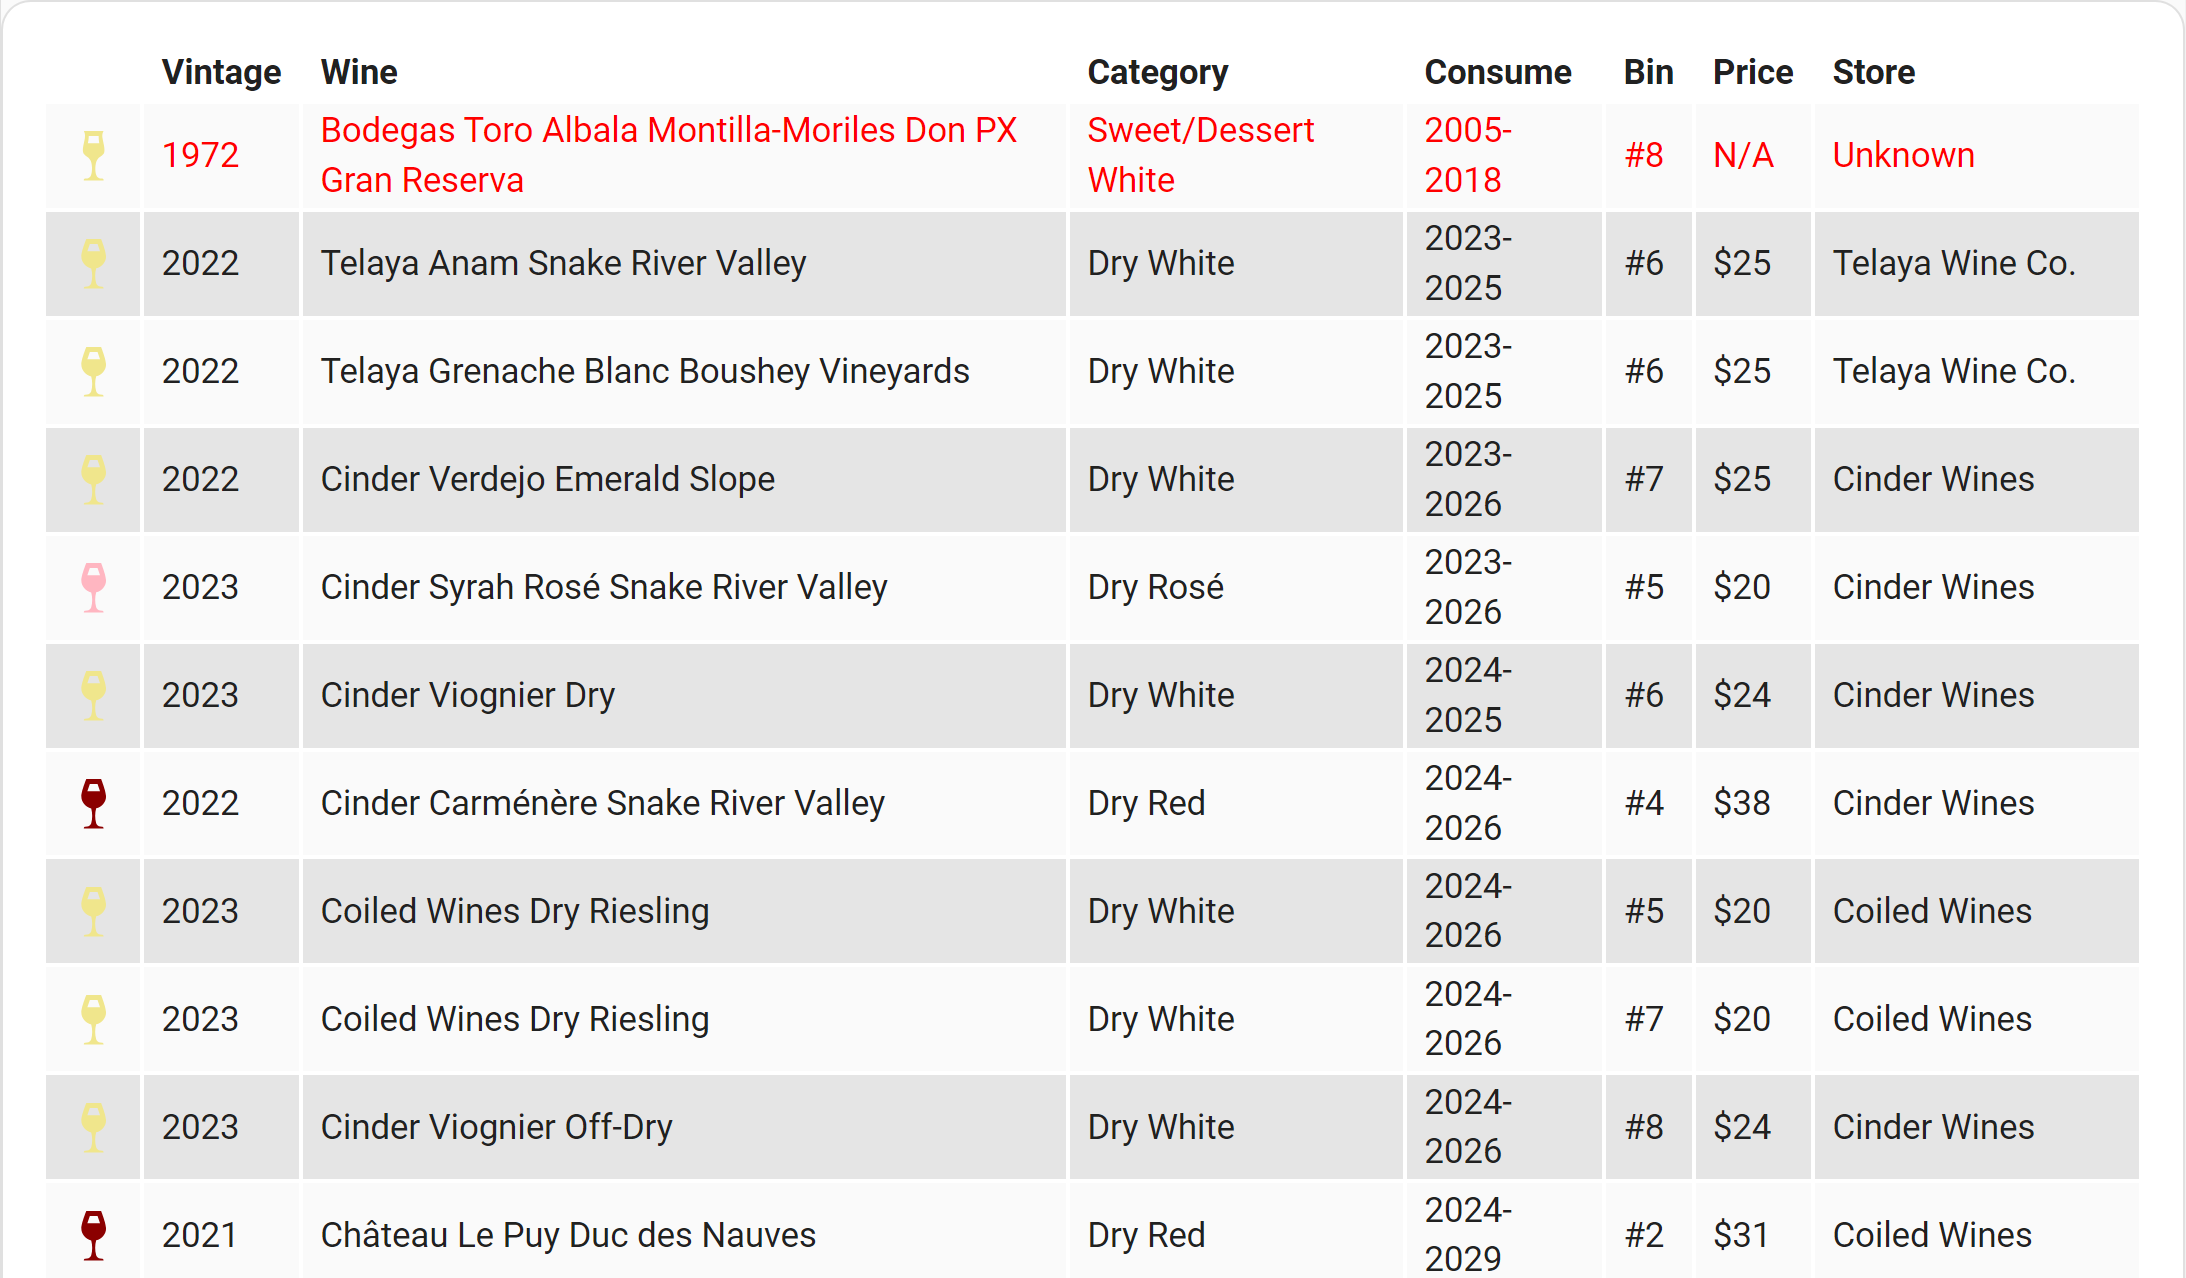 Vintage Wine Category Consume Bin Price Store
1972 Bodegas Toro Albala Montilla-Moriles Don PX Gran Reserva Sweet/Dessert White 2005-2018 #8 N/A Unknown
2022 Telaya Anam Snake River Valley Dry White 2023-2025 #6 $25 Telaya Wine Co.
2022 Telaya Grenache Blanc Boushey Vineyards Dry White 2023-2025 #6 $25 Telaya Wine Co.
2022 Cinder Verdejo Emerald Slope Dry White 2023-2026 #7 $25 Cinder Wines
2023 Cinder Syrah Rosé Snake River Valley Dry Rosé 2023-2026 #5 $20 Cinder Wines
2023 Cinder Viognier Dry Dry White 2024-2025 #6 $24 Cinder Wines
2022 Cinder Carménère Snake River Valley Dry Red 2024-2026 #4 $38 Cinder Wines
2023 Coiled Wines Dry Riesling Dry White 2024-2026 #5 $20 Coiled Wines
2023 Coiled Wines Dry Riesling Dry White 2024-2026 #7 $20 Coiled Wines
2023 Cinder Viognier Off-Dry Dry White 2024-2026 #8 $24 Cinder Wines
2021 Château Le Puy Duc des Nauves Dry Red 2024-2029 #2 $31 Coiled Wines